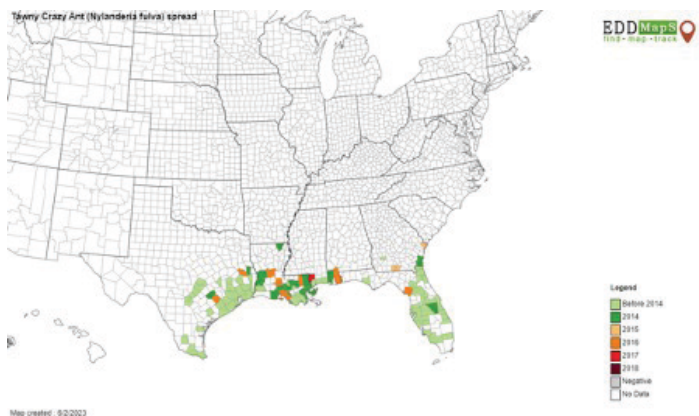 Tawny Crazy Ant (Nylanderia fulva) spread
EDDMapS
find·map·track
Legend
Before 2014
2014
2015
2016
2017
2018
Negative
No Data
Map created : 6/2/2023